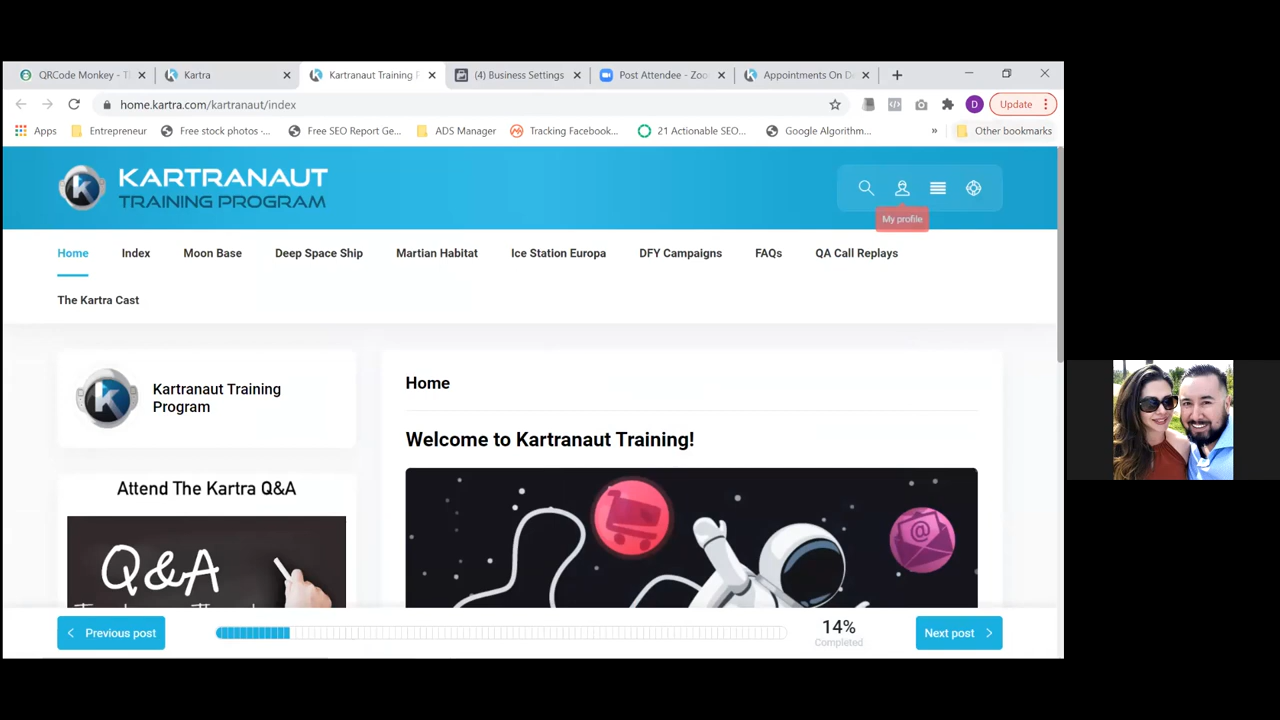 QRCode Monkey - T
Kartra
Kartranaut Training
(4) Business Settings
Post Attendee - Zoo
Appointments On D
home.kartra.com/kartranaut/index
D
Update
Apps
Entrepreneur
Free stock photos -...
Free SEO Report Ge...
ADS Manager
Tracking Facebook...
21 Actionable SEO...
Google Algorithm...
»
Other bookmarks
k
KARTRANAUT
TRAINING PROGRAM
My profile
Home
Index
Moon Base
Deep Space Ship
Martian Habitat
Ice Station Europa
DFY Campaigns
FAQs
QA Call Replays
The Kartra Cast
k
Kartranaut Training
Program
Attend The Kartra Q&A
Q&A
Home
Welcome to Kartranaut Training!
@
Previous post
14%
Completed
Next post